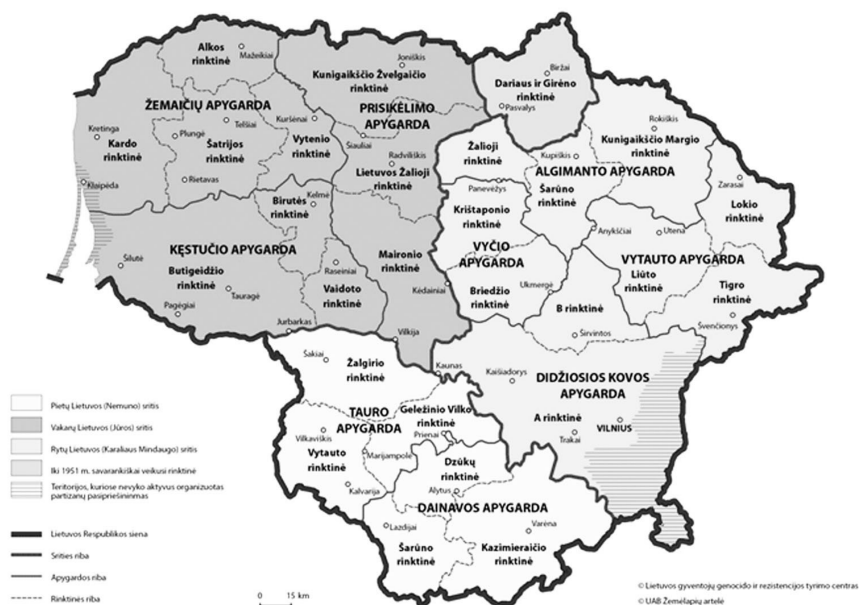 Alkos
rinktinė
Mažeikiai
Joniškis
Kunigaikščio Žvelgaičio
rinktinė
Biržai
Dariaus ir Girėno
rinktinė
Pasvalys
ŽEMAIČIŲ APYGARDA
PRISIKĖLIMO
APYGARDA
Kretinga
Kardo
rinktinė
Plungė
Telšiai
Šatrijos
rinktinė
Rietavas
Kuršėnai
Vytenio
rinktinė
Šiauliai
Radviliškis
Lietuvos Žalioji
rinktinė
Klaipėda
Žalioji
rinktinė
Kupiškis
Rokiškis
Kunigaikščio Margio
rinktinė
ALGIMANTO APYGARDA
Šarūno
rinktinė
Panevėžys
Zarasai
Lokio
rinktinė
Birutės
rinktinė
Kelmė
Krištaponio
rinktinė
VYČIO
APYGARDA
Anykščiai
Utena
VYTAUTO APYGARDA
Liūto
rinktinė
KĘSTUČIO APYGARDA
Šilutė
Butigeidžio
rinktinė
Tauragė
Pagėgiai
Raseiniai
Vaidoto
rinktinė
Maironio
rinktinė
Kėdainiai
Briedžio
rinktinė
Ukmergė
B rinktinė
Širvintos
Tigro
rinktinė
Švenčionys
Jurbarkas
Vilkija
Šakiai
Žalgirio
rinktinė
Kaunas
Kaišiadorys
DIDŽIOSIOS KOVOS
APYGARDA
A rinktinė
VILNIUS
Trakai
TAURO
APYGARDA
Geležinio Vilko
rinktinė
Prienai
Vilkaviškis
Vytauto
rinktinė
Marijampole
Kalvarija
Dzūkų
rinktinė
Alytus
DAINAVOS APYGARDA
Lazdijai
Varėna
Šarūno
rinktinė
Kazimieraičio
rinktinė
Pietų Lietuvos (Nemuno) sritis
Vakarų Lietuvos (Jūros) sritis
Rytų Lietuvos (Karaliaus Mindaugo) sritis
Iki 1951 m. savarankiškai veikusi rinktinė
Teritorijos, kuriose nevyko aktyvus organizuotas
partizanų pasipriešinimas
Lietuvos Respublikos siena
Srities riba
Apygardos riba
Rinktinės riba
0 15 km
© Lietuvos gyventojų genocido ir rezistencijos tyrimo centras
© UAB Žemėlapių artelė